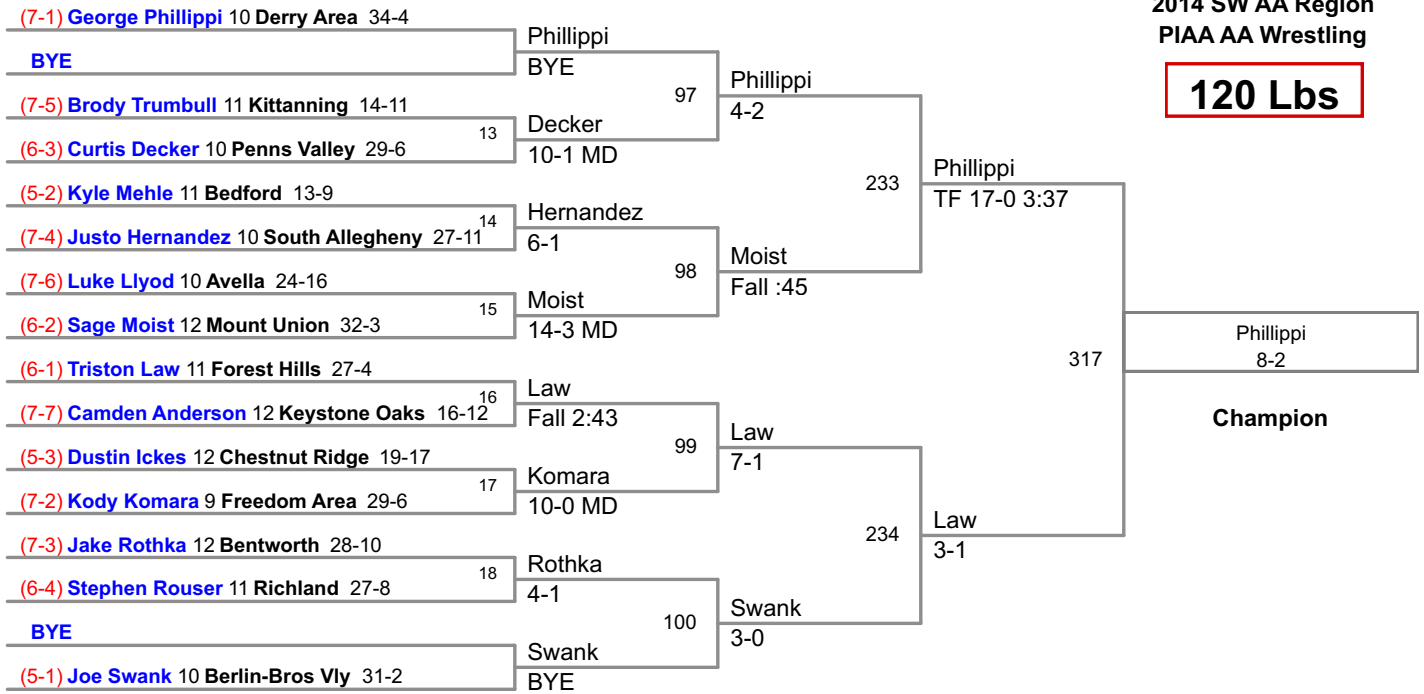 2014 SW AA Region
PIAA AA Wrestling
120 Lbs
(7-1) George Phillippi 10 Derry Area 34-4
BYE
(7-5) Brody Trumbull 11 Kittanning 14-11
(6-3) Curtis Decker 10 Penns Valley 29-6
(5-2) Kyle Mehle 11 Bedford 13-9
(7-4) Justo Hernandez 10 South Allegheny 27-11
(7-6) Luke Llyod 10 Avella 24-16
(6-2) Sage Moist 12 Mount Union 32-3
(6-1) Triston Law 11 Forest Hills 27-4
(7-7) Camden Anderson 12 Keystone Oaks 16-12
(5-3) Dustin Ickes 12 Chestnut Ridge 19-17
(7-2) Kody Komara 9 Freedom Area 29-6
(7-3) Jake Rothka 12 Bentworth 28-10
(6-4) Stephen Rouser 11 Richland 27-8
BYE
(5-1) Joe Swank 10 Berlin-Bros Vly 31-2
13
14
15
16
17
18
Phillippi
BYE
Decker
10-1 MD
Hernandez
6-1
Moist
14-3 MD
Law
Fall 2:43
Komara
10-0 MD
Rothka
4-1
Swank
BYE
97
98
99
100
Phillippi
4-2
Moist
Fall :45
Law
7-1
Swank
3-0
233
234
Phillippi
TF 17-0 3:37
Law
3-1
317
Phillippi
8-2
Champion